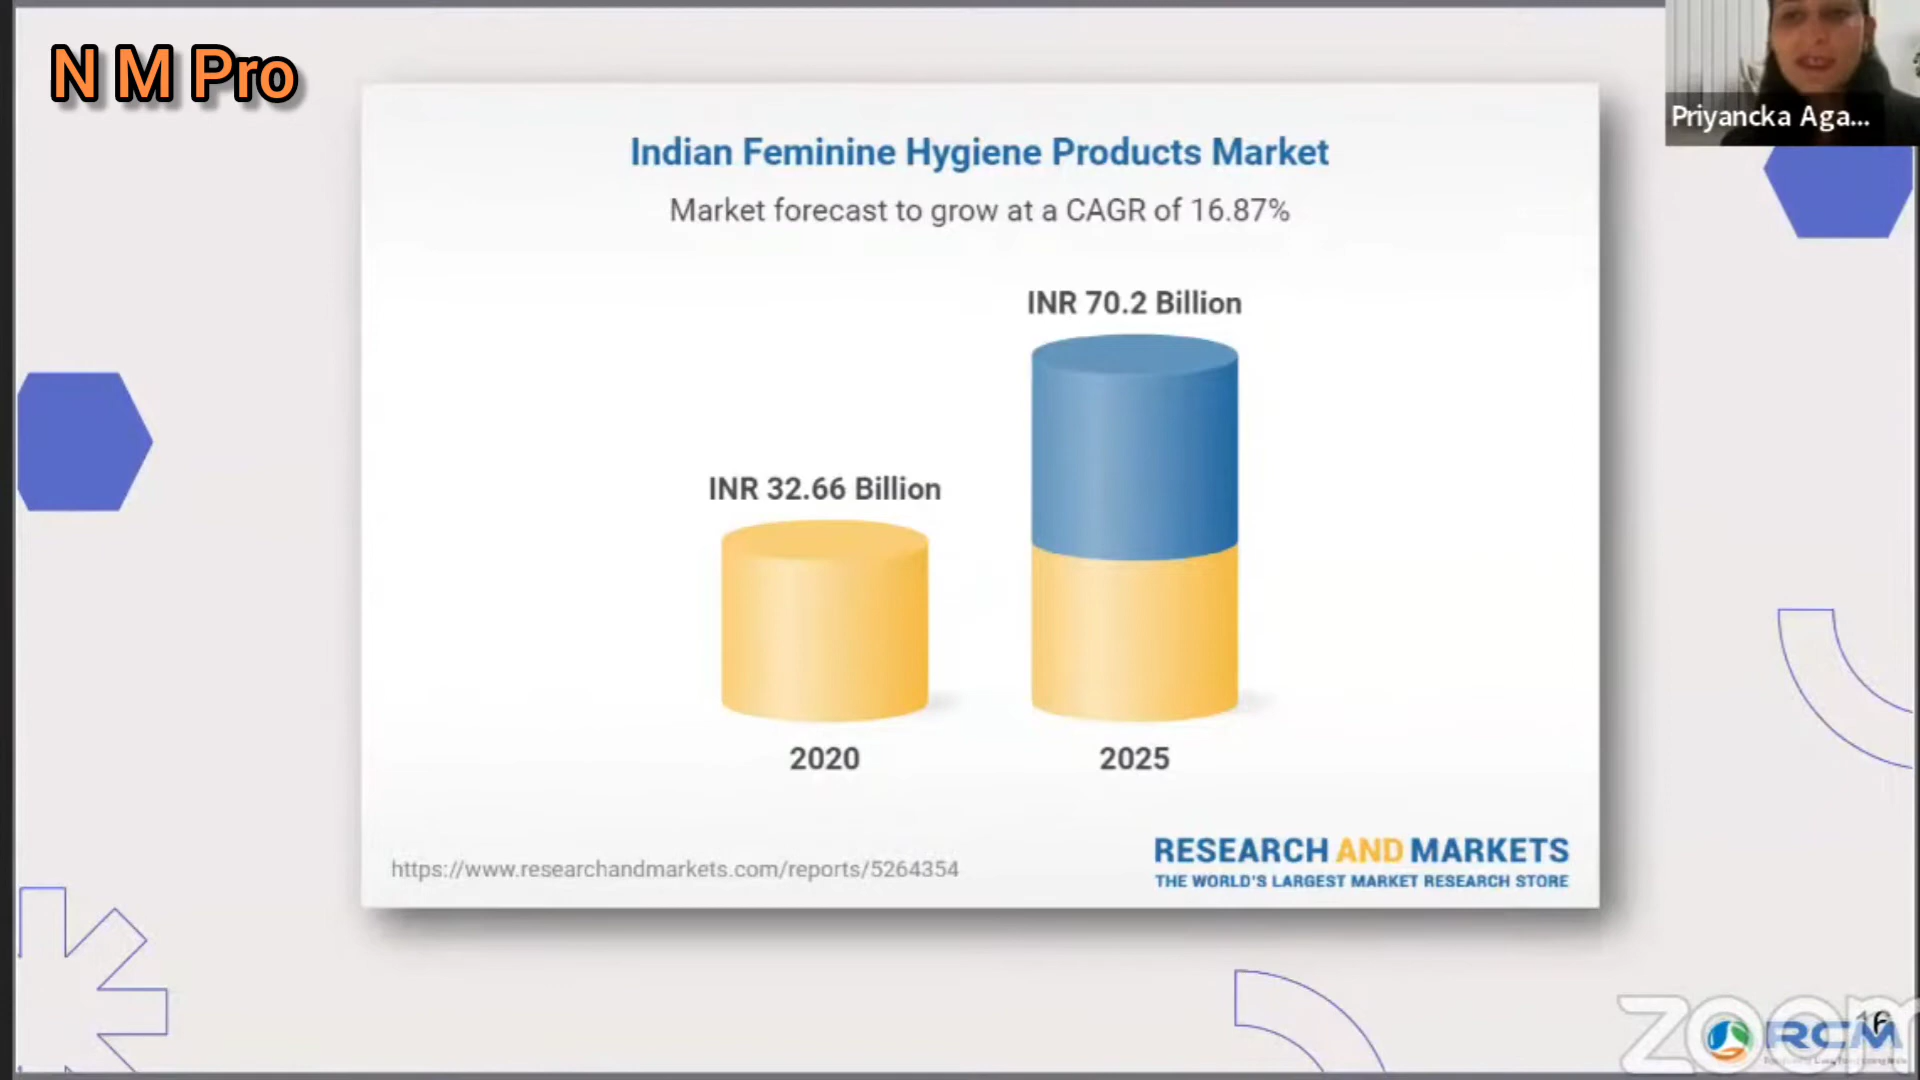 N M Pro
Priyancka Aga...
Indian Feminine Hygiene Products Market
Market forecast to grow at a CAGR of 16.87%
INR 70.2 Billion
INR 32.66 Billion
2020
2025
RESEARCH AND MARKETS
THE WORLD'S LARGEST MARKET RESEARCH STORE
https://www.researchandmarkets.com/reports/5264354
zoom
16
RCM